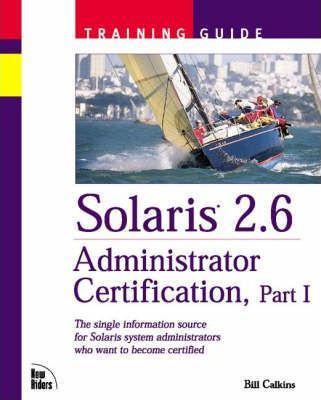 TRAINING GUIDE
Solaris® 2.6
Administrator
Certification, Part I
The single information source
for Solaris system administrators
who want to become certified
New
Riders
Bill Calkins